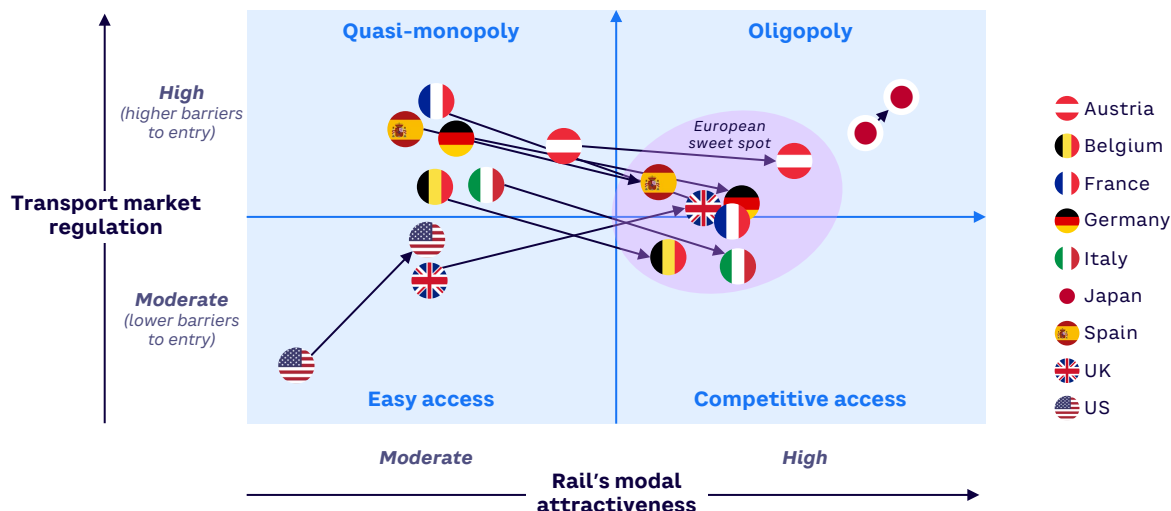 Quasi-monopoly
Oligopoly
High
(higher barriers
to entry)
European
sweet spot
Transport market
regulation
Moderate
(lower barriers
to entry)
Easy access
Competitive access
Moderate
High
Rail's modal
attractiveness
Austria
Belgium
France
Germany
Italy
Japan
Spain
UK
US